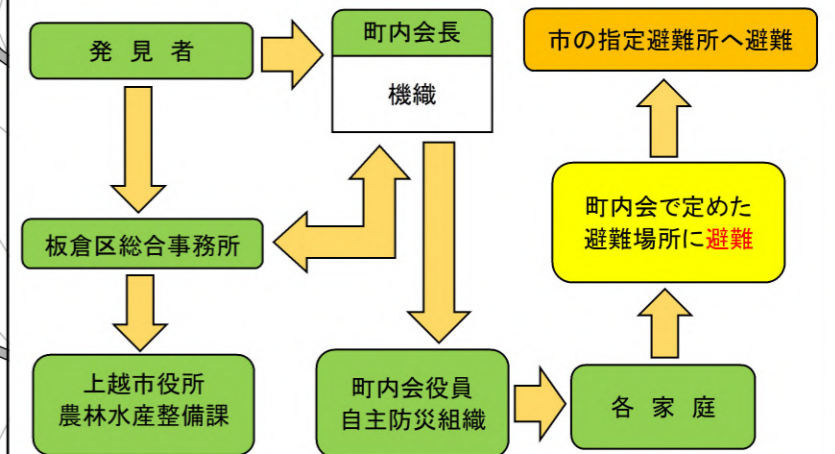 発見者
町内会長
機織
市の指定避難所へ避難
町内会で定めた
避難場所に避難
板倉区総合事務所
上越市役所
農林水産整備課
町内会役員
自主防災組織
各家庭